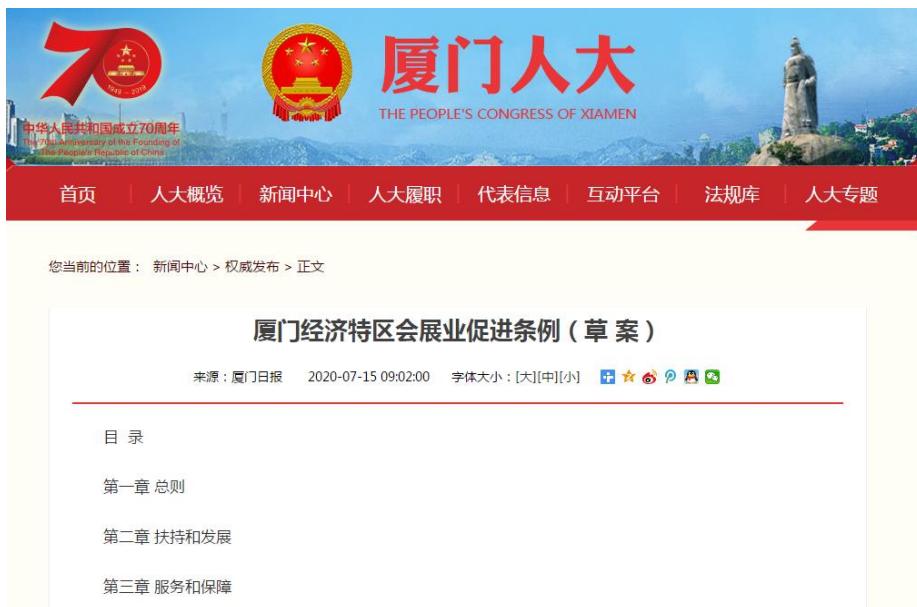 70
1949 – 2019
中华人民共和国成立70周年
The 70th Anniversary of the Founding of
The People's Republic of China
厦门人大
THE PEOPLE'S CONGRESS OF XIAMEN
首页 人大概览 新闻中心 人大履职 代表信息 互动平台 法规库 人大专题
您当前的位置： 新闻中心 > 权威发布 > 正文
厦门经济特区会展业促进条例（草 案）
来源：厦门日报 2020-07-15 09:02:00 字体大小：[大][中][小]
目 录
第一章 总则
第二章 扶持和发展
第三章 服务和保障